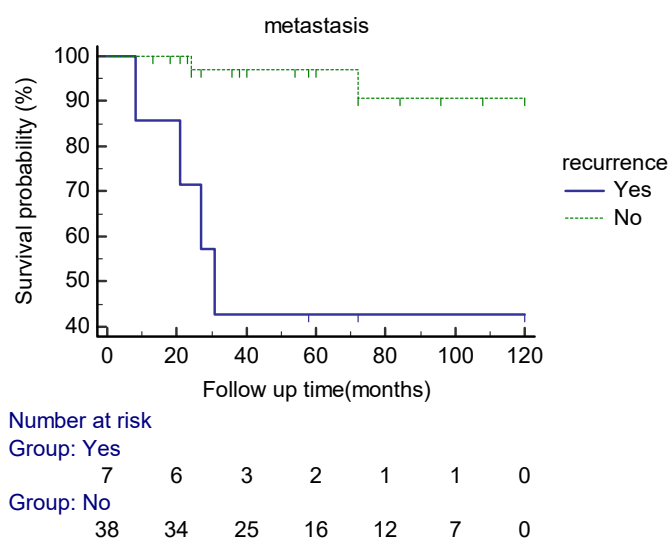 metastasis
100
90
80
70
60
50
40
Survival probability (%)
0 20 40 60 80 100 120
Follow up time(months)
recurrence
Yes
No
Number at risk
Group: Yes
7 6 3 2 1 1 0
Group: No
38 34 25 16 12 7 0